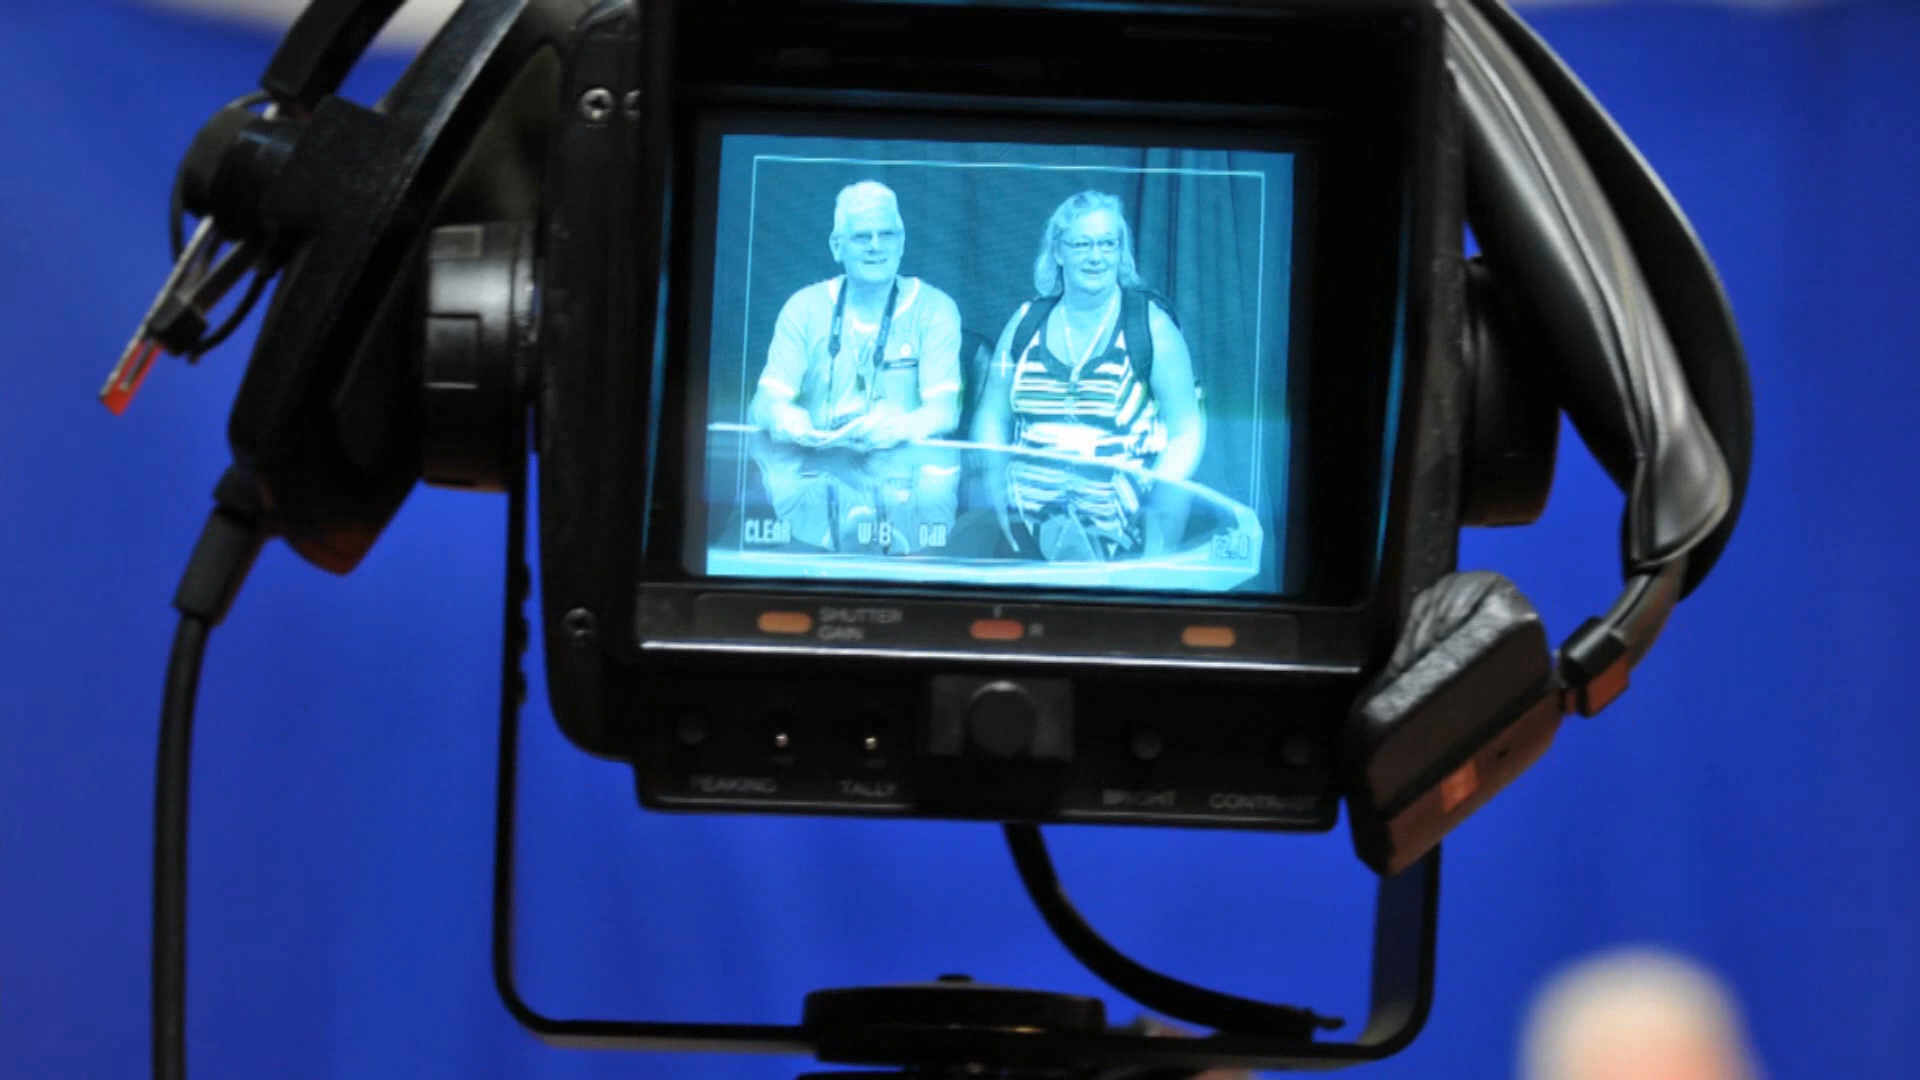 CLEAR W:B 0dB
F2.0
SHUTTER
GAIN
PEAKING TALLY BRIGHT CONTRAST